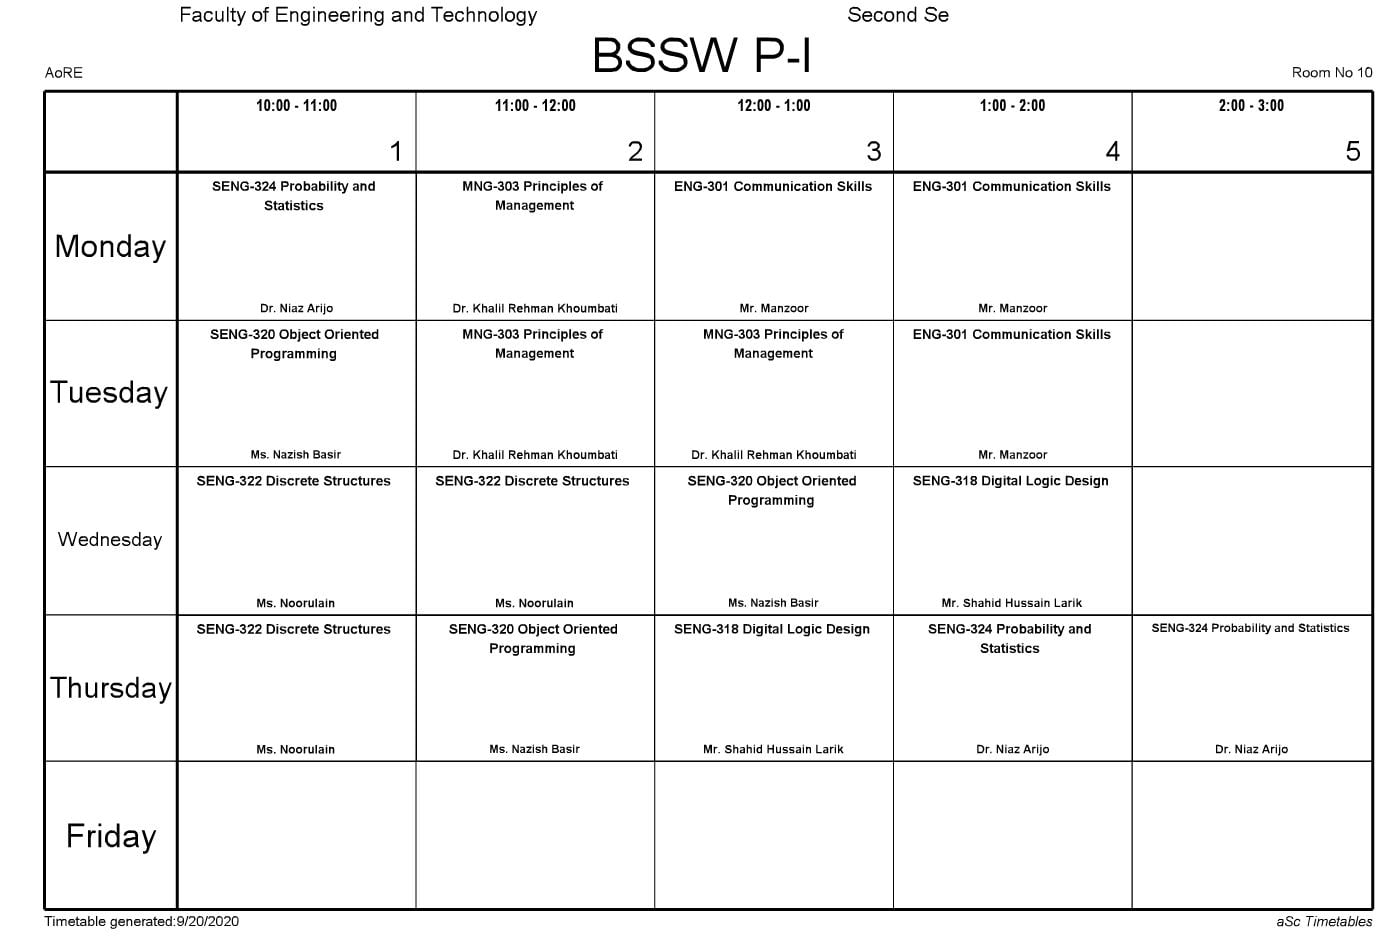 Faculty of Engineering and Technology Second Se
BSSW P-I
AoRE Room No 10
10:00 - 11:00 11:00 - 12:00 12:00 - 1:00 1:00 - 2:00 2:00 - 3:00
1 2 3 4 5
Monday
SENG-324 Probability and
Statistics
Dr. Niaz Arijo
MNG-303 Principles of
Management
Dr. Khalil Rehman Khoumbati
ENG-301 Communication Skills
Mr. Manzoor
ENG-301 Communication Skills
Mr. Manzoor
Tuesday
SENG-320 Object Oriented
Programming
Ms. Nazish Basir
MNG-303 Principles of
Management
Dr. Khalil Rehman Khoumbati
MNG-303 Principles of
Management
Dr. Khalil Rehman Khoumbati
ENG-301 Communication Skills
Mr. Manzoor
Wednesday
SENG-322 Discrete Structures
Ms. Noorulain
SENG-322 Discrete Structures
Ms. Noorulain
SENG-320 Object Oriented
Programming
Ms. Nazish Basir
SENG-318 Digital Logic Design
Mr. Shahid Hussain Larik
Thursday
SENG-322 Discrete Structures
Ms. Noorulain
SENG-320 Object Oriented
Programming
Ms. Nazish Basir
SENG-318 Digital Logic Design
Mr. Shahid Hussain Larik
SENG-324 Probability and
Statistics
Dr. Niaz Arijo
SENG-324 Probability and Statistics
Dr. Niaz Arijo
Friday
Timetable generated:9/20/2020 aSc Timetables